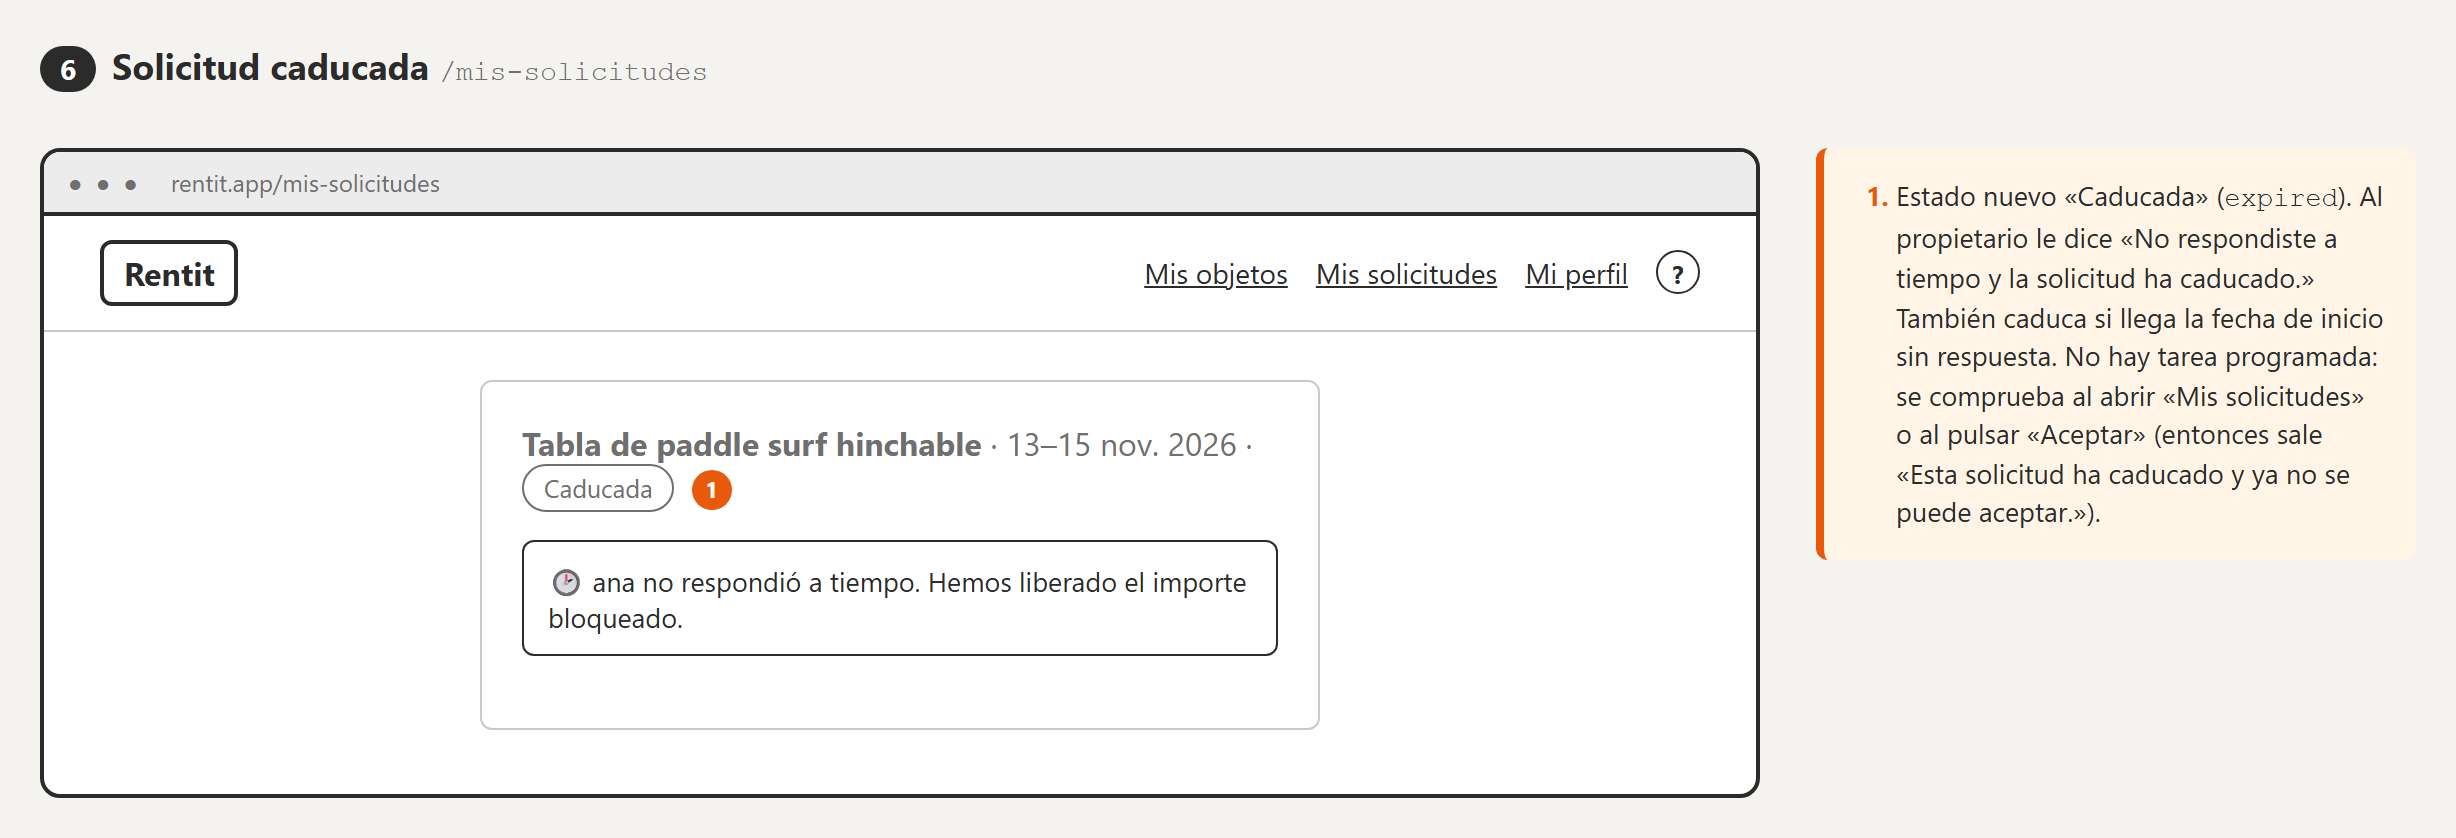 6 Solicitud caducada /mis-solicitudes
rentit.app/mis-solicitudes
Rentit
Mis objetos Mis solicitudes Mi perfil ?
Tabla de paddle surf hinchable · 13–15 nov. 2026 ·
Caducada 1
ana no respondió a tiempo. Hemos liberado el importe
bloqueado.
1. Estado nuevo «Caducada» (expired). Al
propietario le dice «No respondiste a
tiempo y la solicitud ha caducado.»
También caduca si llega la fecha de inicio
sin respuesta. No hay tarea programada:
se comprueba al abrir «Mis solicitudes»
o al pulsar «Aceptar» (entonces sale
«Esta solicitud ha caducado y ya no se
puede aceptar.»).